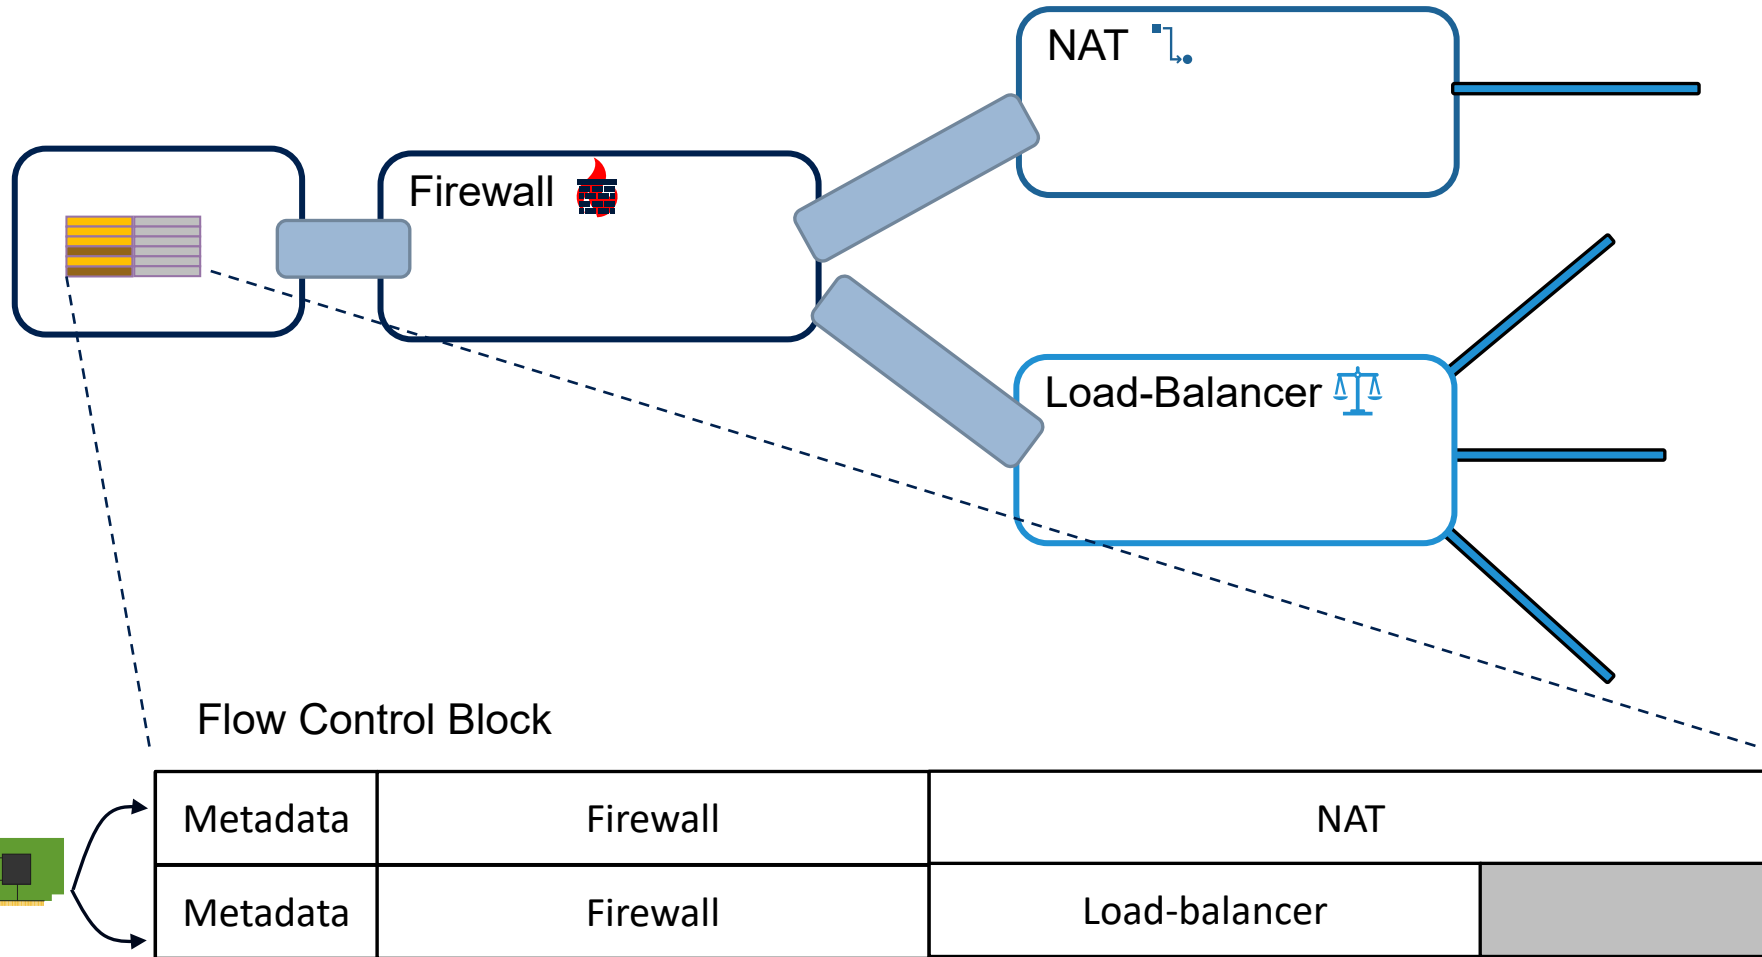 NAT
Firewall
Load-Balancer
Flow Control Block
Metadata Firewall NAT
Metadata Firewall Load-balancer